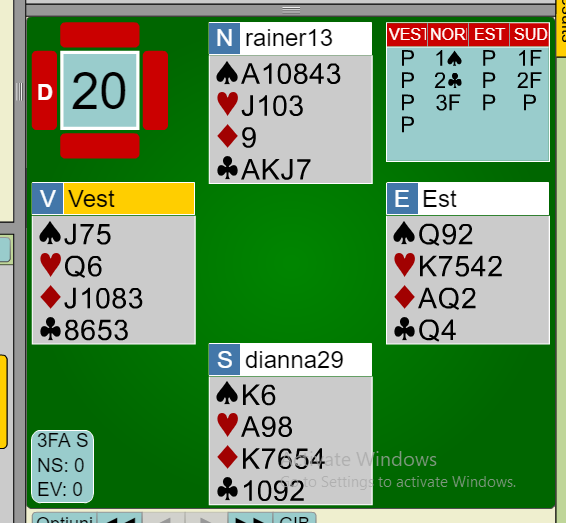 N rainer13
♠A10843
♥J103
♦9
♣AKJ7
VEST NOR EST SUD
P 1♠ P 1F
P 2♣ P 2F
P 3F P P
P
D 20
V Vest
♠J75
♥Q6
♦J1083
♣8653
E Est
♠Q92
♥K7542
♦AQ2
♣Q4
S dianna29
♠K6
♥A98
♦K7654
♣1092
3FA S
NS: 0
EV: 0
Activate Windows
Go to Settings to activate Windows.
GIB